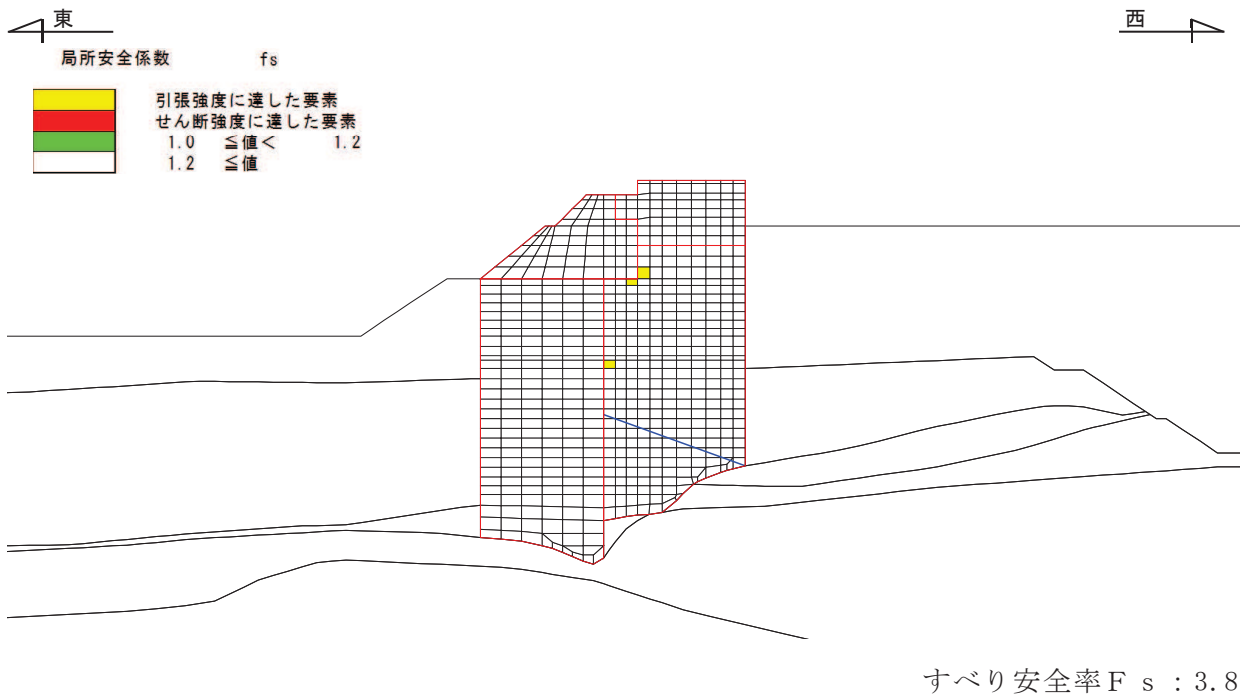 東
西
局所安全係数 fs
引張強度に達した要素
せん断強度に達した要素
1.0 ≦値< 1.2
1.2 ≦値
すべり安全率Fs：3.8